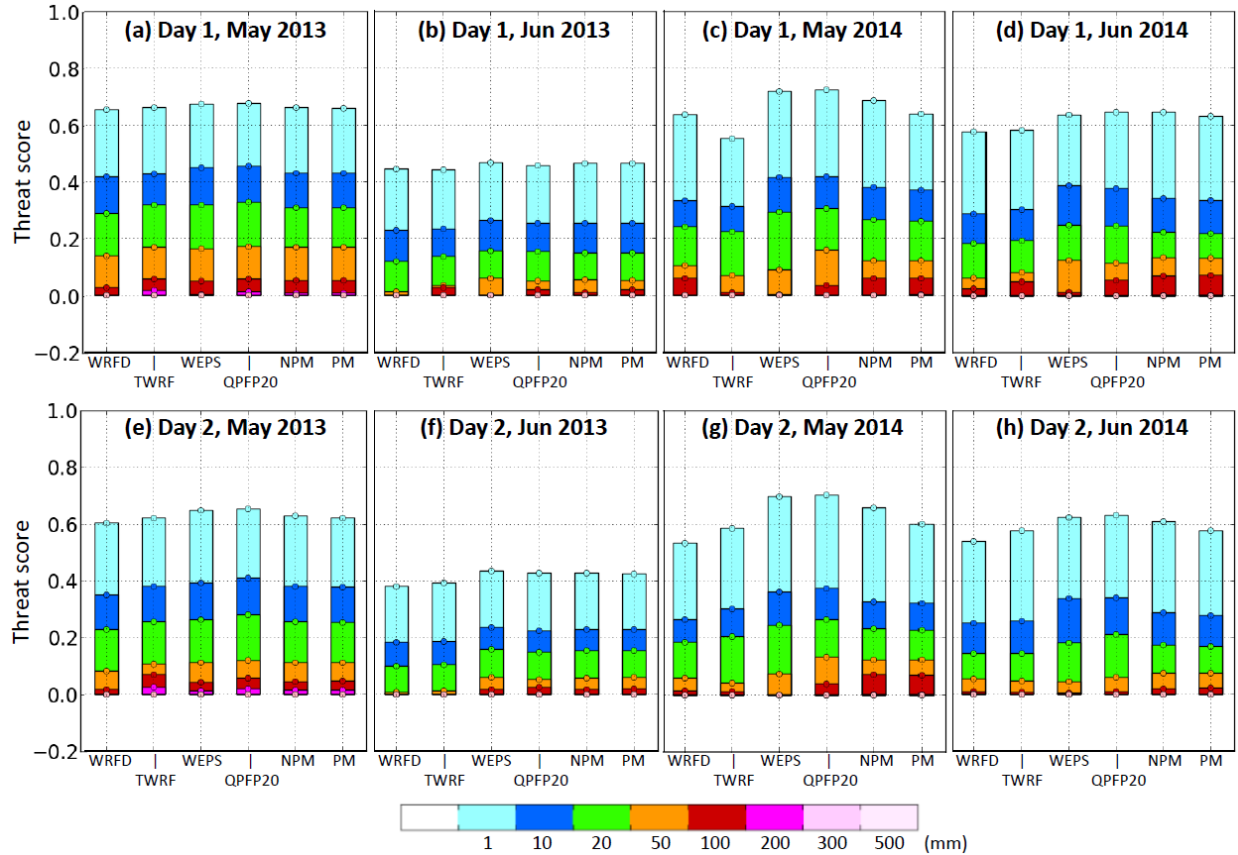 (a) Day 1, May 2013 (b) Day 1, Jun 2013 (c) Day 1, May 2014 (d) Day 1, Jun 2014
1.0
0.8
0.6
0.4
0.2
0.0
−0.2
Threat score
WRFD | WEPS | NPM PM WRFD | WEPS | NPM PM WRFD | WEPS | NPM PM WRFD | WEPS | NPM PM
TWRF QPFP20 TWRF QPFP20 TWRF QPFP20 TWRF QPFP20
(e) Day 2, May 2013 (f) Day 2, Jun 2013 (g) Day 2, May 2014 (h) Day 2, Jun 2014
1.0
0.8
0.6
0.4
0.2
0.0
−0.2
Threat score
WRFD | WEPS | NPM PM WRFD | WEPS | NPM PM WRFD | WEPS | NPM PM WRFD | WEPS | NPM PM
TWRF QPFP20 TWRF QPFP20 TWRF QPFP20 TWRF QPFP20
1 10 20 50 100 200 300 500 (mm)